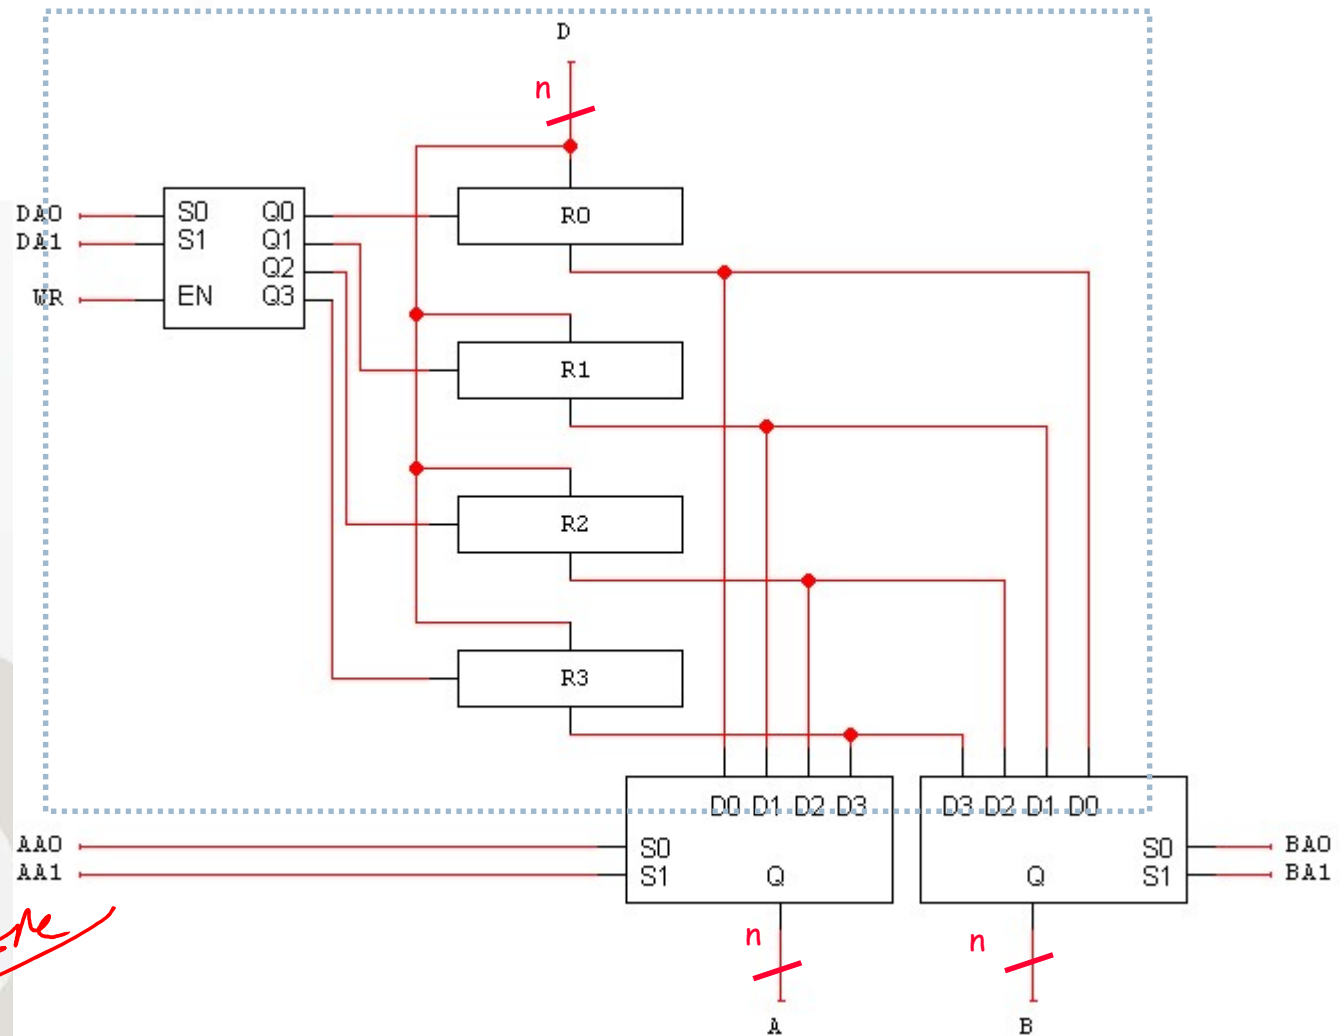 D
n
DA0 S0 Q0 R0
DA1 S1 Q1
Q2
WR EN Q3
R1
R2
R3
D0 D1 D2 D3 D3 D2 D1 D0
AA0 S0 S0 BA0
AA1 S1 Q Q S1 BA1
n n
A B